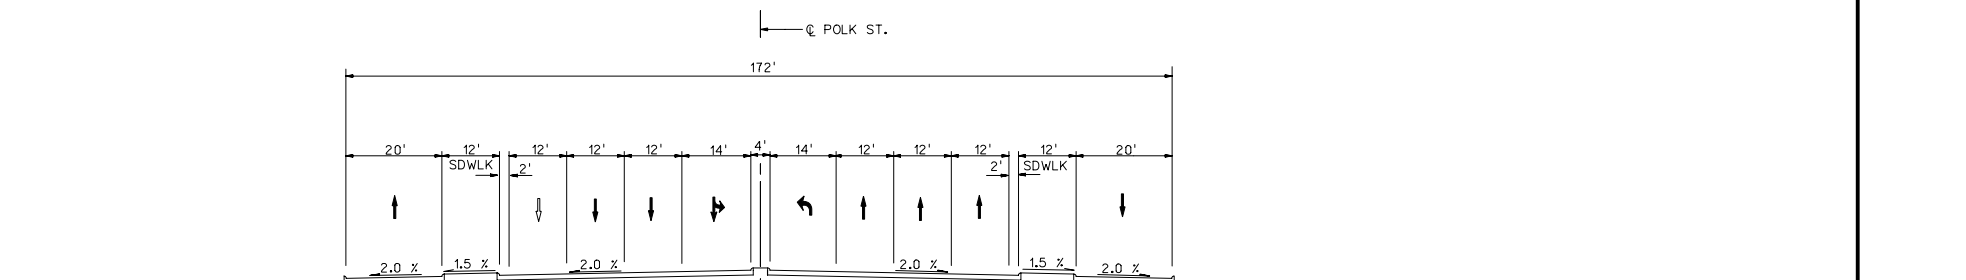 ℄ POLK ST.
172'
20' 12' 12' 12' 12' 14' 4' 14' 12' 12' 12' 12' 20'
SDWLK 2' 2' SDWLK
2.0 % 1.5 % 2.0 % 2.0 % 1.5 % 2.0 %